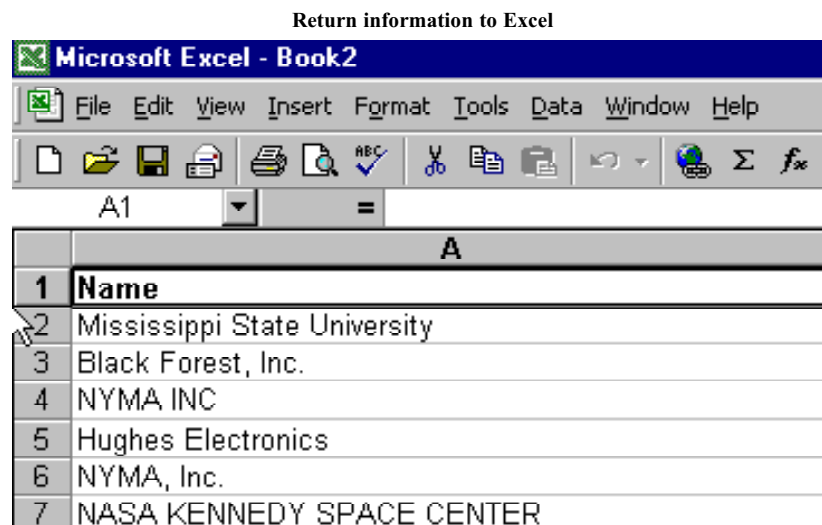 Return information to Excel
Microsoft Excel - Book2
File Edit View Insert Format Tools Data Window Help
ABC Σ fx
A1 =
A
1 Name
2 Mississippi State University
3 Black Forest, Inc.
4 NYMA INC
5 Hughes Electronics
6 NYMA, Inc.
7 NASA KENNEDY SPACE CENTER